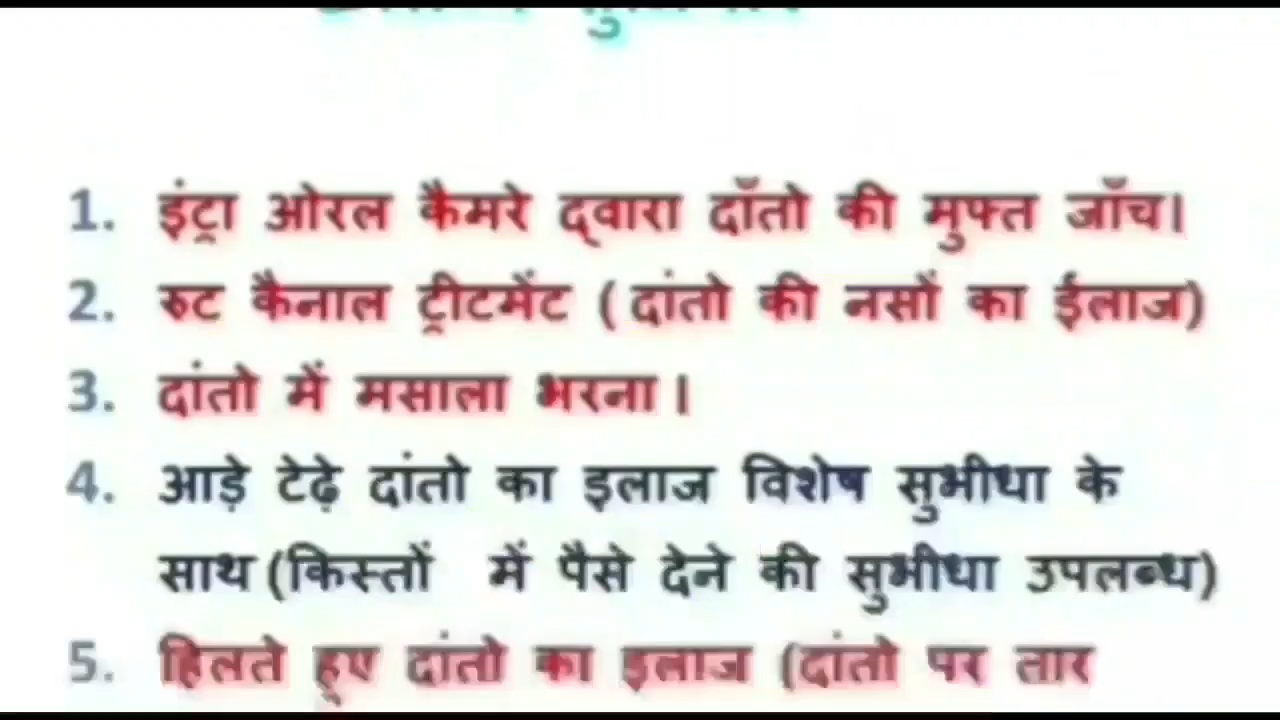 1. इंट्रा ओरल कैमरे द्वारा दाँतो की मुफ्त जाँच।
2. रुट कैनाल ट्रीटमेंट ( दांतो की नसों का ईलाज)
3. दांतो में मसाला भरना ।
4. आड़े टेढ़े दांतो का इलाज विशेष सुभीधा के
साथ (किस्तों में पैसे देने की सुभीधा उपलब्ध)
5. हिलते हुए दांतो का इलाज (दांतो पर तार